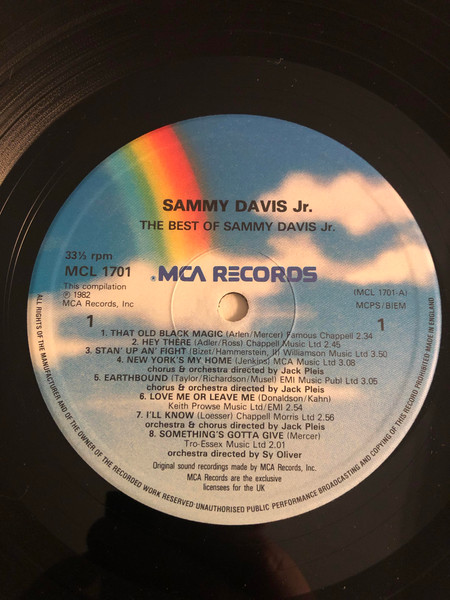 SAMMY DAVIS Jr.
THE BEST OF SAMMY DAVIS Jr.
33⅓ rpm
MCL 1701
This compilation
℗ 1982
MCA Records, Inc
MCA RECORDS
(MCL 1701-A)
MCPS/BIEM
1
1
1. THAT OLD BLACK MAGIC (Arlen/Mercer) Famous Chappell 2.34
2. HEY THERE (Adler/Ross) Chappell Music Ltd 2.45
3. STAN' UP AN' FIGHT (Bizet/Hammerstein, II) Williamson Music Ltd 3.50
4. NEW YORK'S MY HOME (Jenkins) MCA Music Ltd 3.08
chorus & orchestra directed by Jack Pleis
5. EARTHBOUND (Taylor/Richardson/Musel) EMI Music Publ Ltd 3.05
chorus & orchestra directed by Jack Pleis
6. LOVE ME OR LEAVE ME (Donaldson/Kahn)
Keith Prowse Music Ltd/EMI 2.54
7. I'LL KNOW (Loesser) Chappell Morris Ltd 2.56
orchestra & chorus directed by Jack Pleis
8. SOMETHING'S GOTTA GIVE (Mercer)
Tro-Essex Music Ltd 2.01
orchestra directed by Sy Oliver
Original sound recordings made by MCA Records, Inc.
MCA Records are the exclusive
licensees for the UK
ALL RIGHTS OF THE MANUFACTURER AND OF THE OWNER OF THE RECORDED WORK RESERVED·UNAUTHORISED PUBLIC PERFORMANCE BROADCASTING AND COPYING OF THIS RECORD PROHIBITED MADE IN ENGLAND